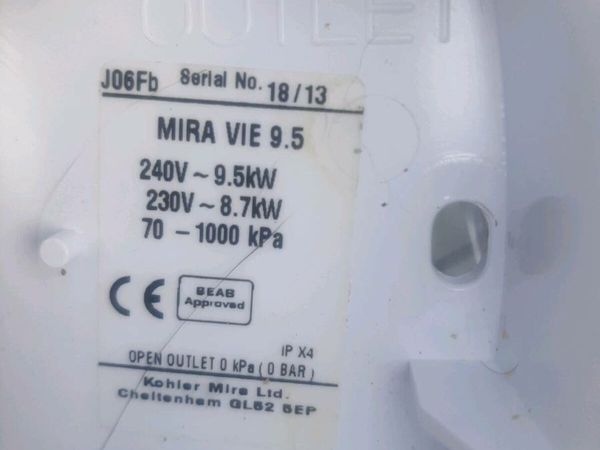 OUTLET
J06Fb Serial No. 18/13
MIRA VIE 9.5
240V ~ 9.5kW
230V ~ 8.7kW
70 - 1000 kPa
CE BEAB
Approved
IP X4
OPEN OUTLET 0 kPa ( 0 BAR )
Kohler Mira Ltd.
Cheltenham GL52 5EP